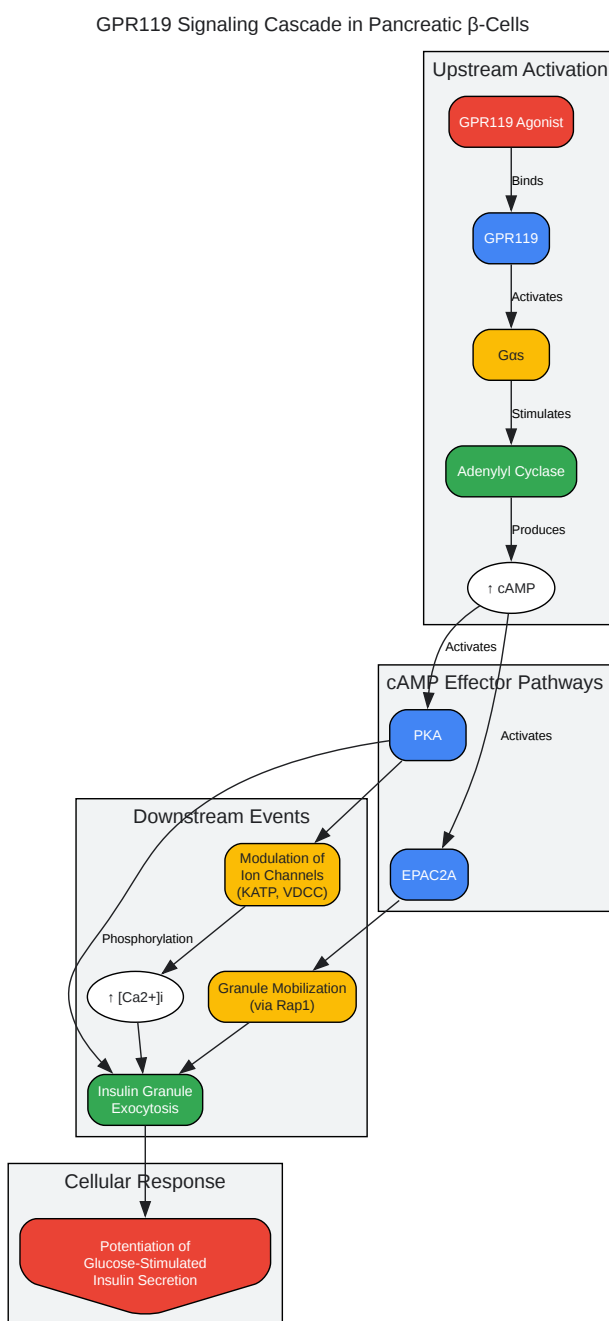 GPR119 Signaling Cascade in Pancreatic β-Cells
Upstream Activation
GPR119 Agonist
Binds
GPR119
Activates
Gαs
Stimulates
Adenylyl Cyclase
Produces
↑ cAMP
Activates
cAMP Effector Pathways
PKA
Activates
EPAC2A
Downstream Events
Modulation of
Ion Channels
(KATP, VDCC)
Phosphorylation
↑ [Ca2+]i
Granule Mobilization
(via Rap1)
Insulin Granule
Exocytosis
Cellular Response
Potentiation of
Glucose-Stimulated
Insulin Secretion